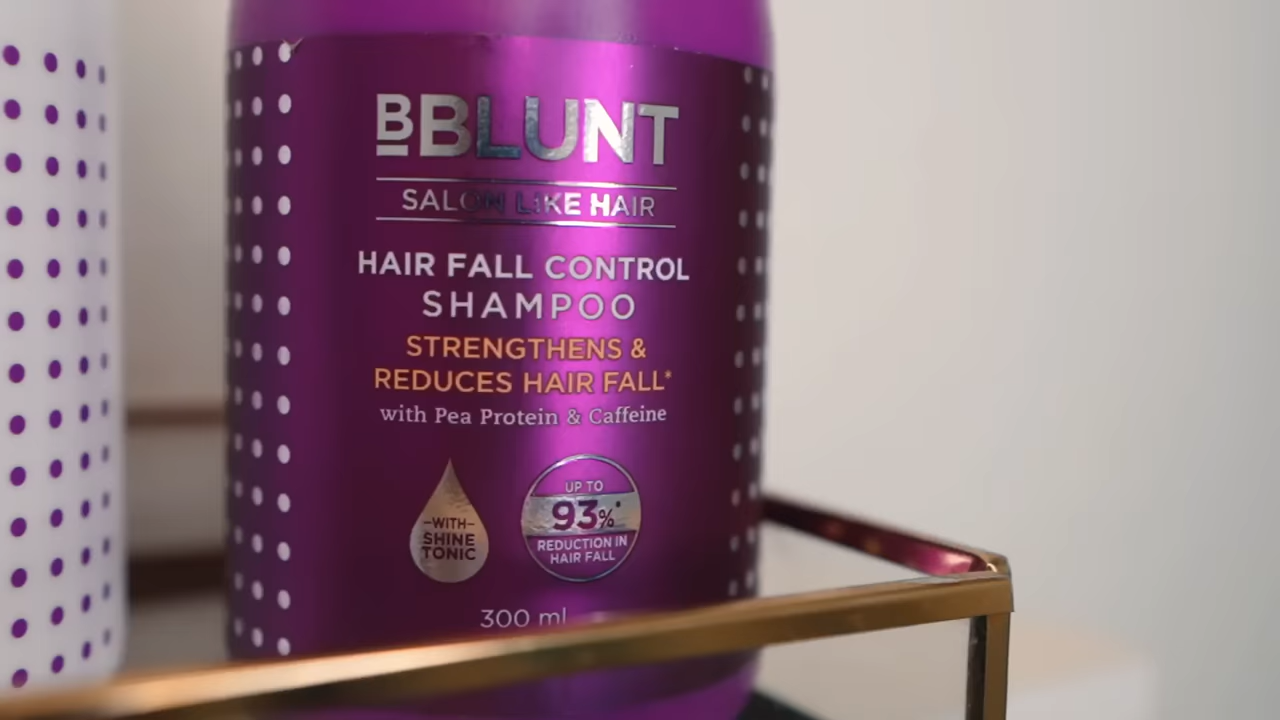 BBLUNT
SALON LIKE HAIR
HAIR FALL CONTROL
SHAMPOO
STRENGTHENS &
REDUCES HAIR FALL*
with Pea Protein & Caffeine
–WITH–
SHINE
TONIC
UP TO
93%*
REDUCTION IN
HAIR FALL
300 ml